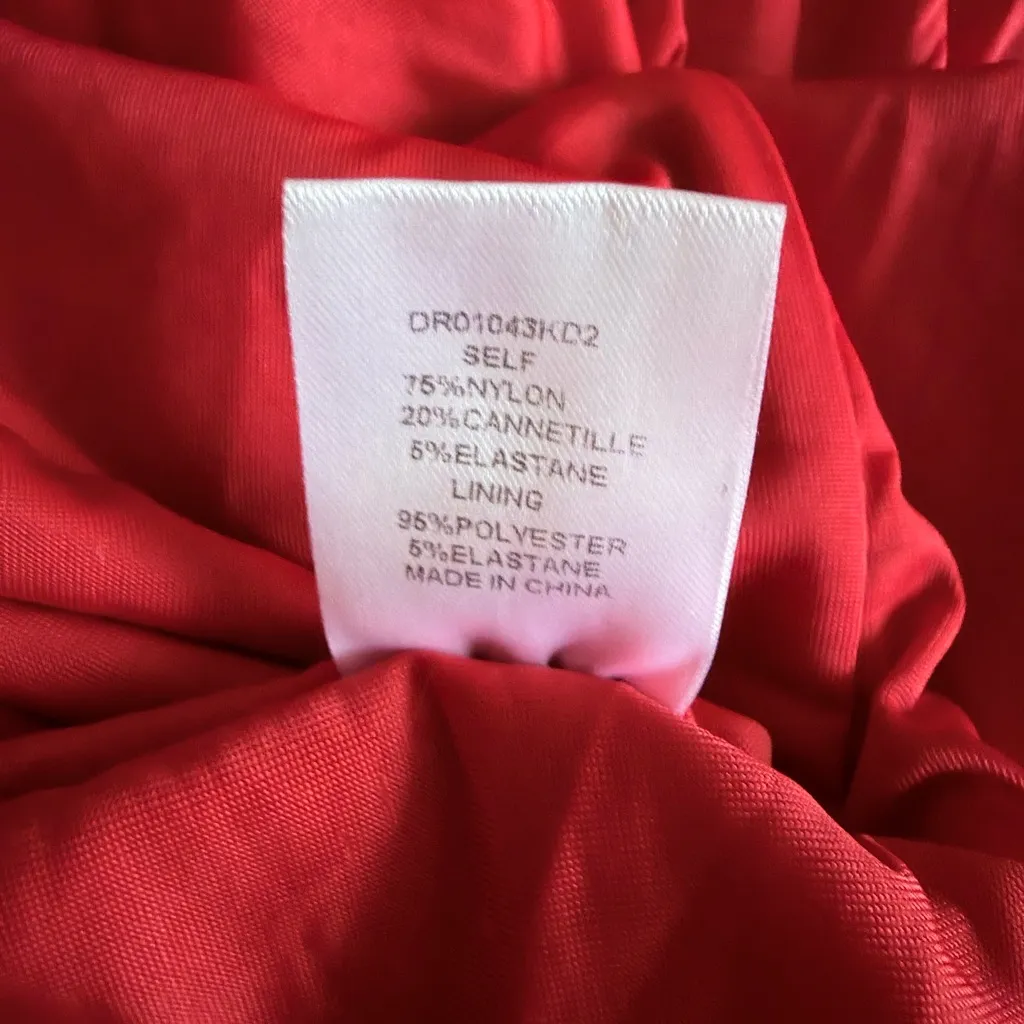 DR01043KD2
SELF
75%NYLON
20%CANNETILLE
5%ELASTANE
LINING
95%POLYESTER
5%ELASTANE
MADE IN CHINA